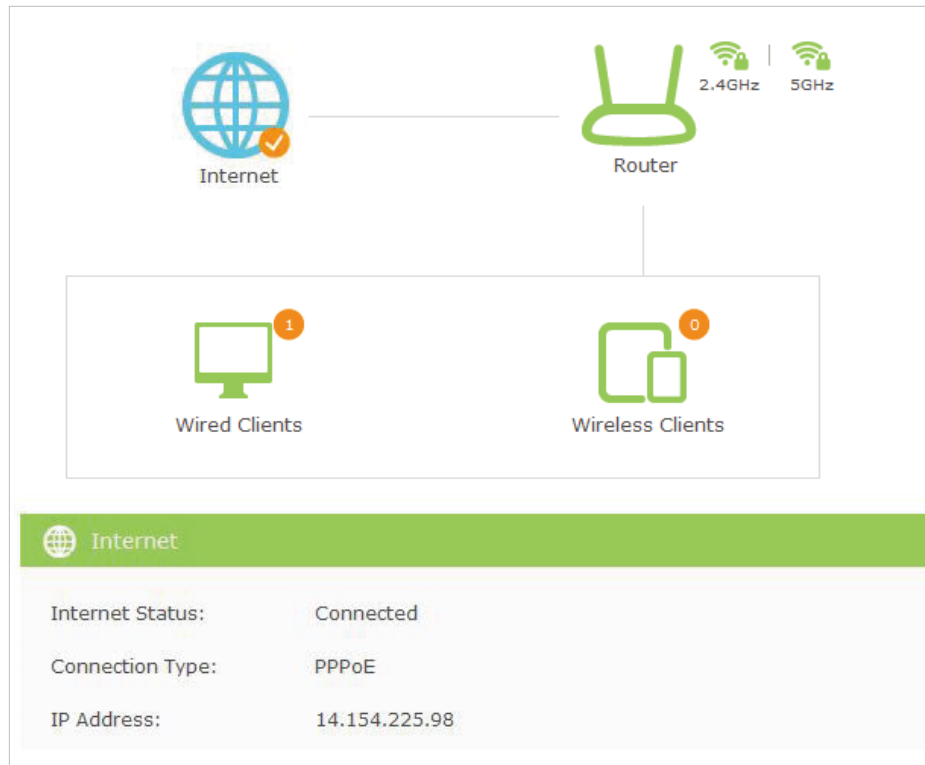 2.4GHz 5GHz
Internet
Router
1
0
Wired Clients
Wireless Clients
Internet
Internet Status: Connected
Connection Type: PPPoE
IP Address: 14.154.225.98